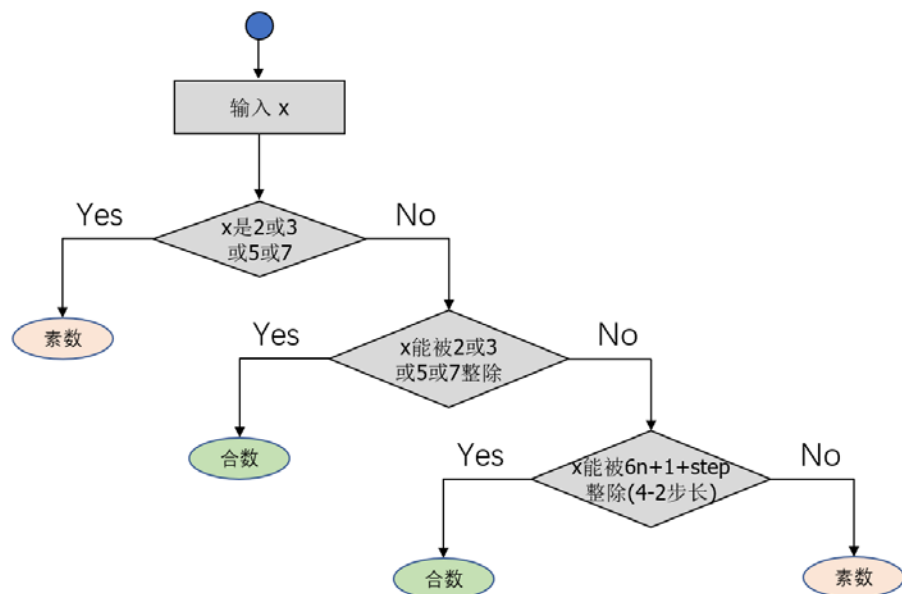 输入 x
Yes
No
x是2或3
或5或7
素数
Yes
No
x能被2或3
或5或7整除
合数
Yes
No
x能被6n+1+step
整除(4-2步长)
合数
素数